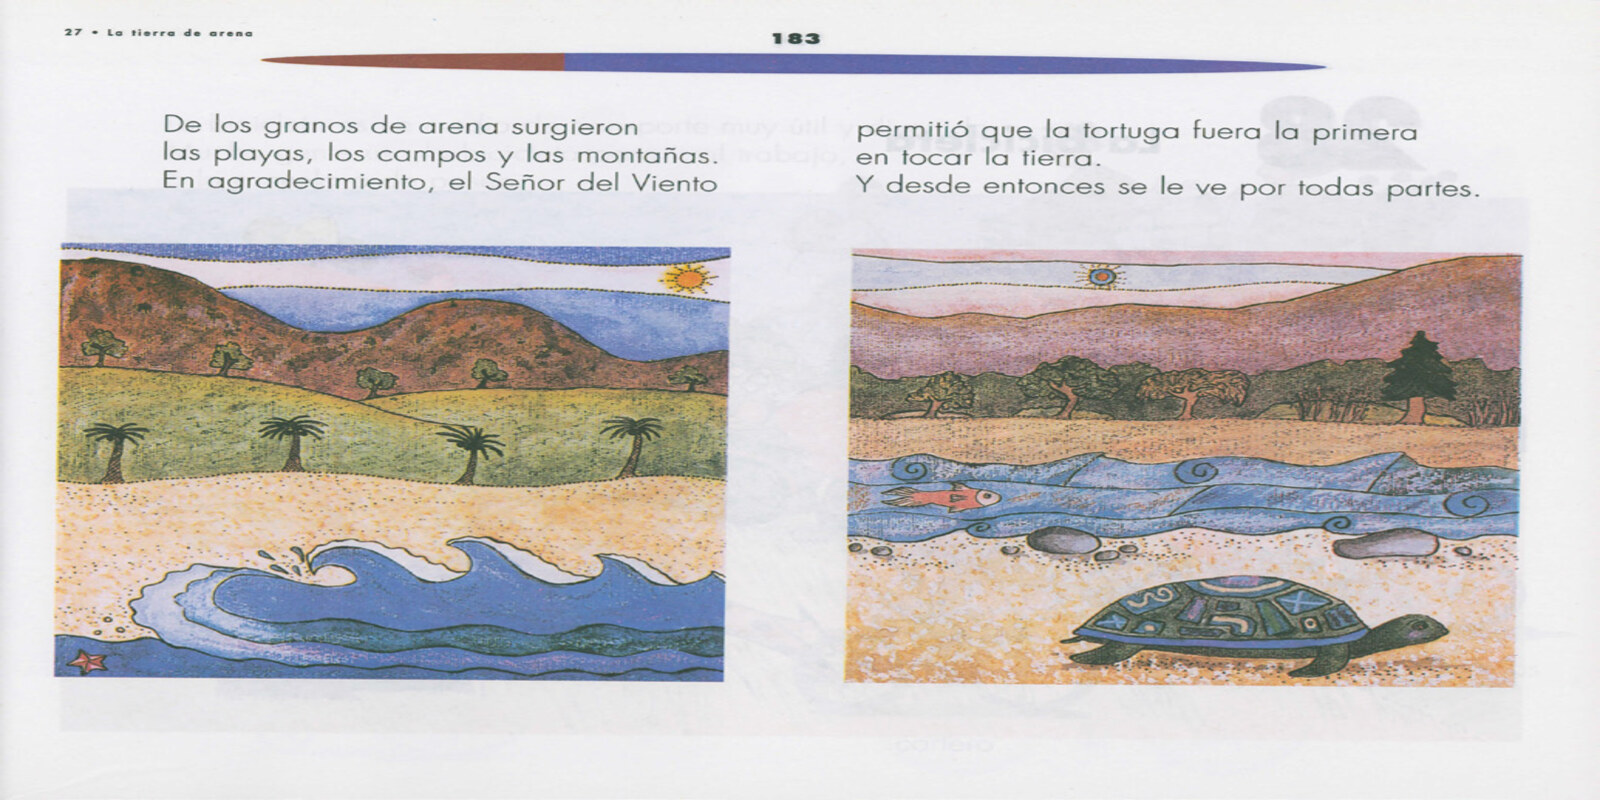 27 • La tierra de arena
183
De los granos de arena surgieron
las playas, los campos y las montañas.
En agradecimiento, el Señor del Viento
permitió que la tortuga fuera la primera
en tocar la tierra.
Y desde entonces se le ve por todas partes.